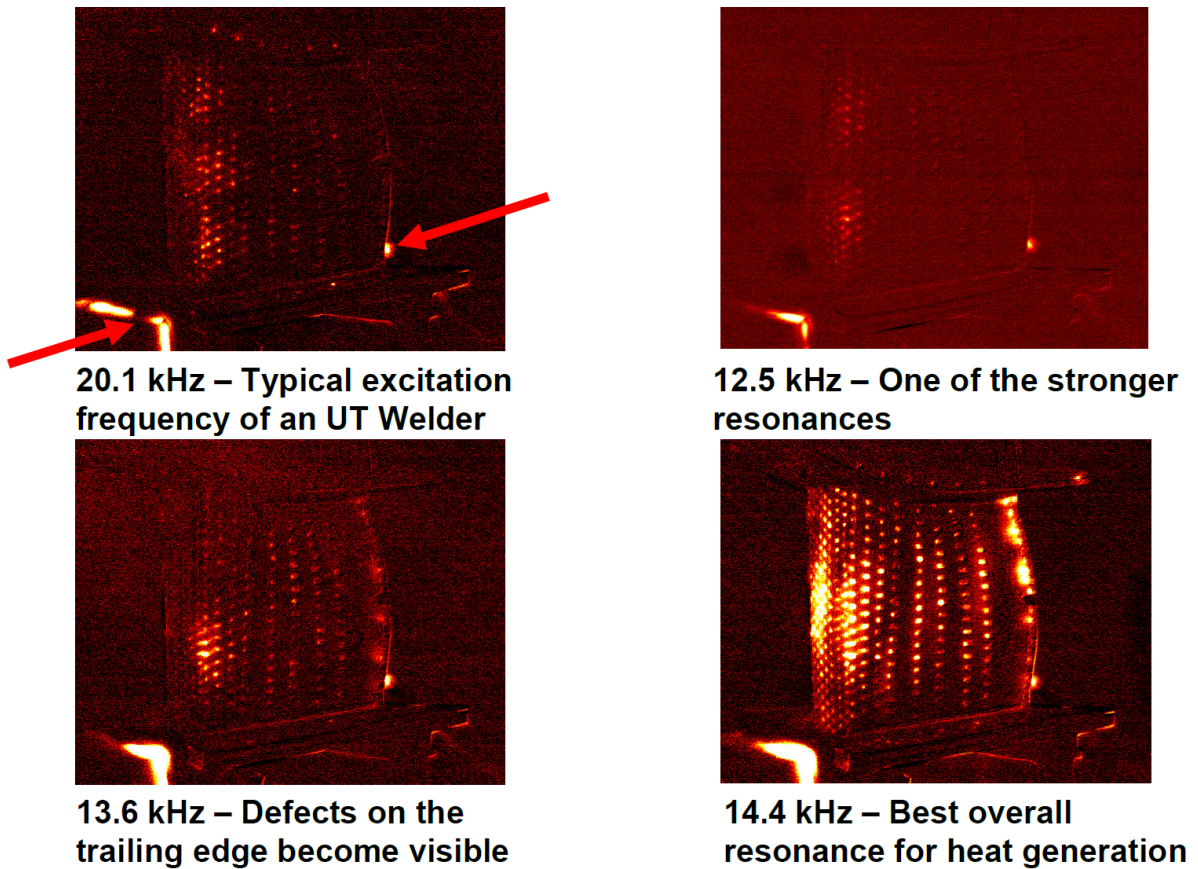 20.1 kHz – Typical excitation
frequency of an UT Welder
12.5 kHz – One of the stronger
resonances
13.6 kHz – Defects on the
trailing edge become visible
14.4 kHz – Best overall
resonance for heat generation